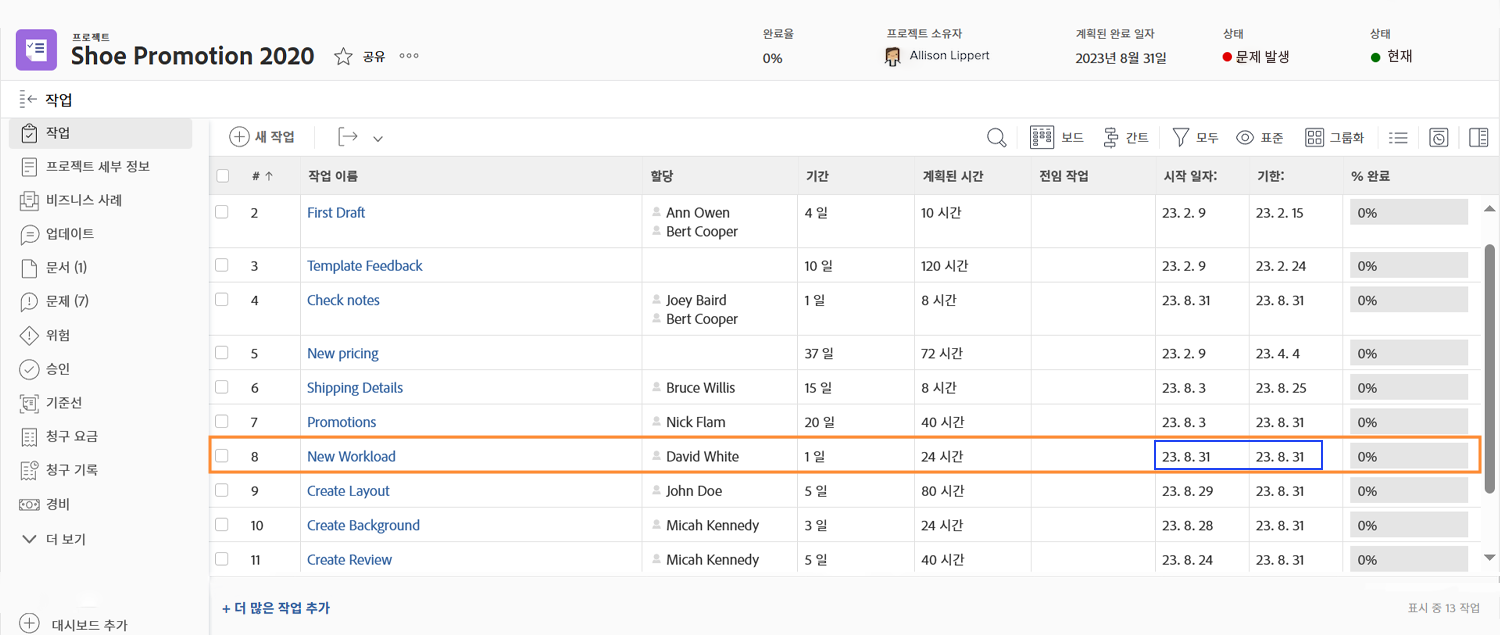 프로젝트
Shoe Promotion 2020
공유
완료율
0%
프로젝트 소유자
Allison Lippert
계획된 완료 일자
2023년 8월 31일
상태
문제 발생
상태
현재
작업
작업
프로젝트 세부 정보
비즈니스 사례
업데이트
문서 (1)
문제 (7)
위험
승인
기준선
청구 요금
청구 기록
경비
더 보기
대시보드 추가
새 작업
보드
간트
모두
표준
그룹화
# ↑ 작업 이름 할당 기간 계획된 시간 전임 작업 시작 일자: 기한: % 완료
2 First Draft Ann Owen 4 일 10 시간 23. 2. 9 23. 2. 15 0%
Bert Cooper
3 Template Feedback 10 일 120 시간 23. 2. 9 23. 2. 24 0%
4 Check notes Joey Baird 1 일 8 시간 23. 8. 31 23. 8. 31 0%
Bert Cooper
5 New pricing 37 일 72 시간 23. 2. 9 23. 4. 4 0%
6 Shipping Details Bruce Willis 15 일 8 시간 23. 8. 3 23. 8. 25 0%
7 Promotions Nick Flam 20 일 40 시간 23. 8. 3 23. 8. 31 0%
8 New Workload David White 1 일 24 시간 23. 8. 31 23. 8. 31 0%
9 Create Layout John Doe 5 일 80 시간 23. 8. 29 23. 8. 31 0%
10 Create Background Micah Kennedy 3 일 24 시간 23. 8. 28 23. 8. 31 0%
11 Create Review Micah Kennedy 5 일 40 시간 23. 8. 24 23. 8. 31 0%
+ 더 많은 작업 추가
표시 중 13 작업